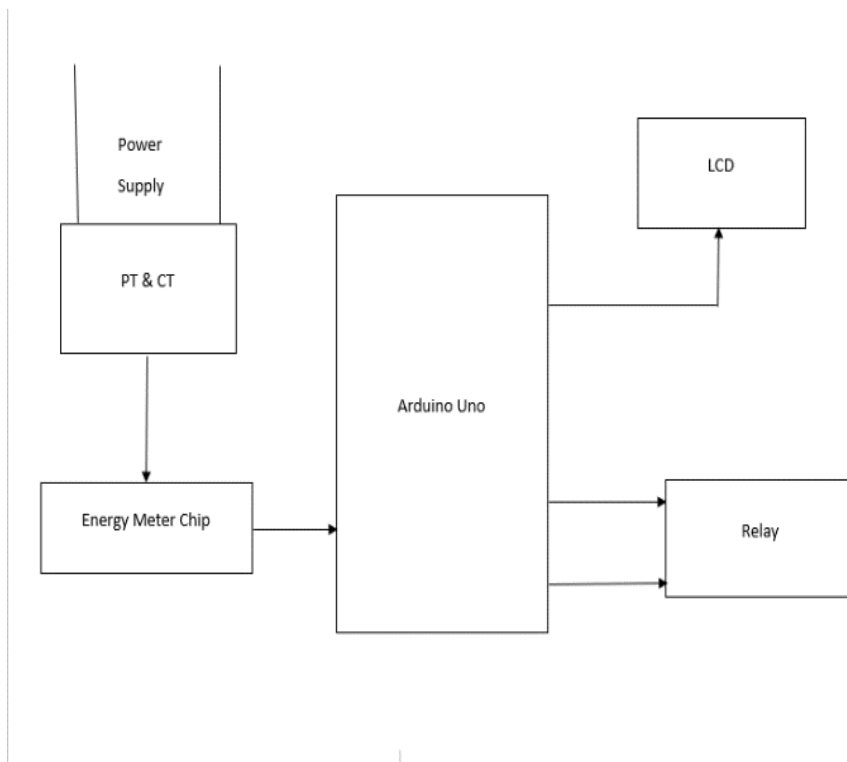 Power
Supply
LCD
PT & CT
Arduino Uno
Energy Meter Chip
Relay